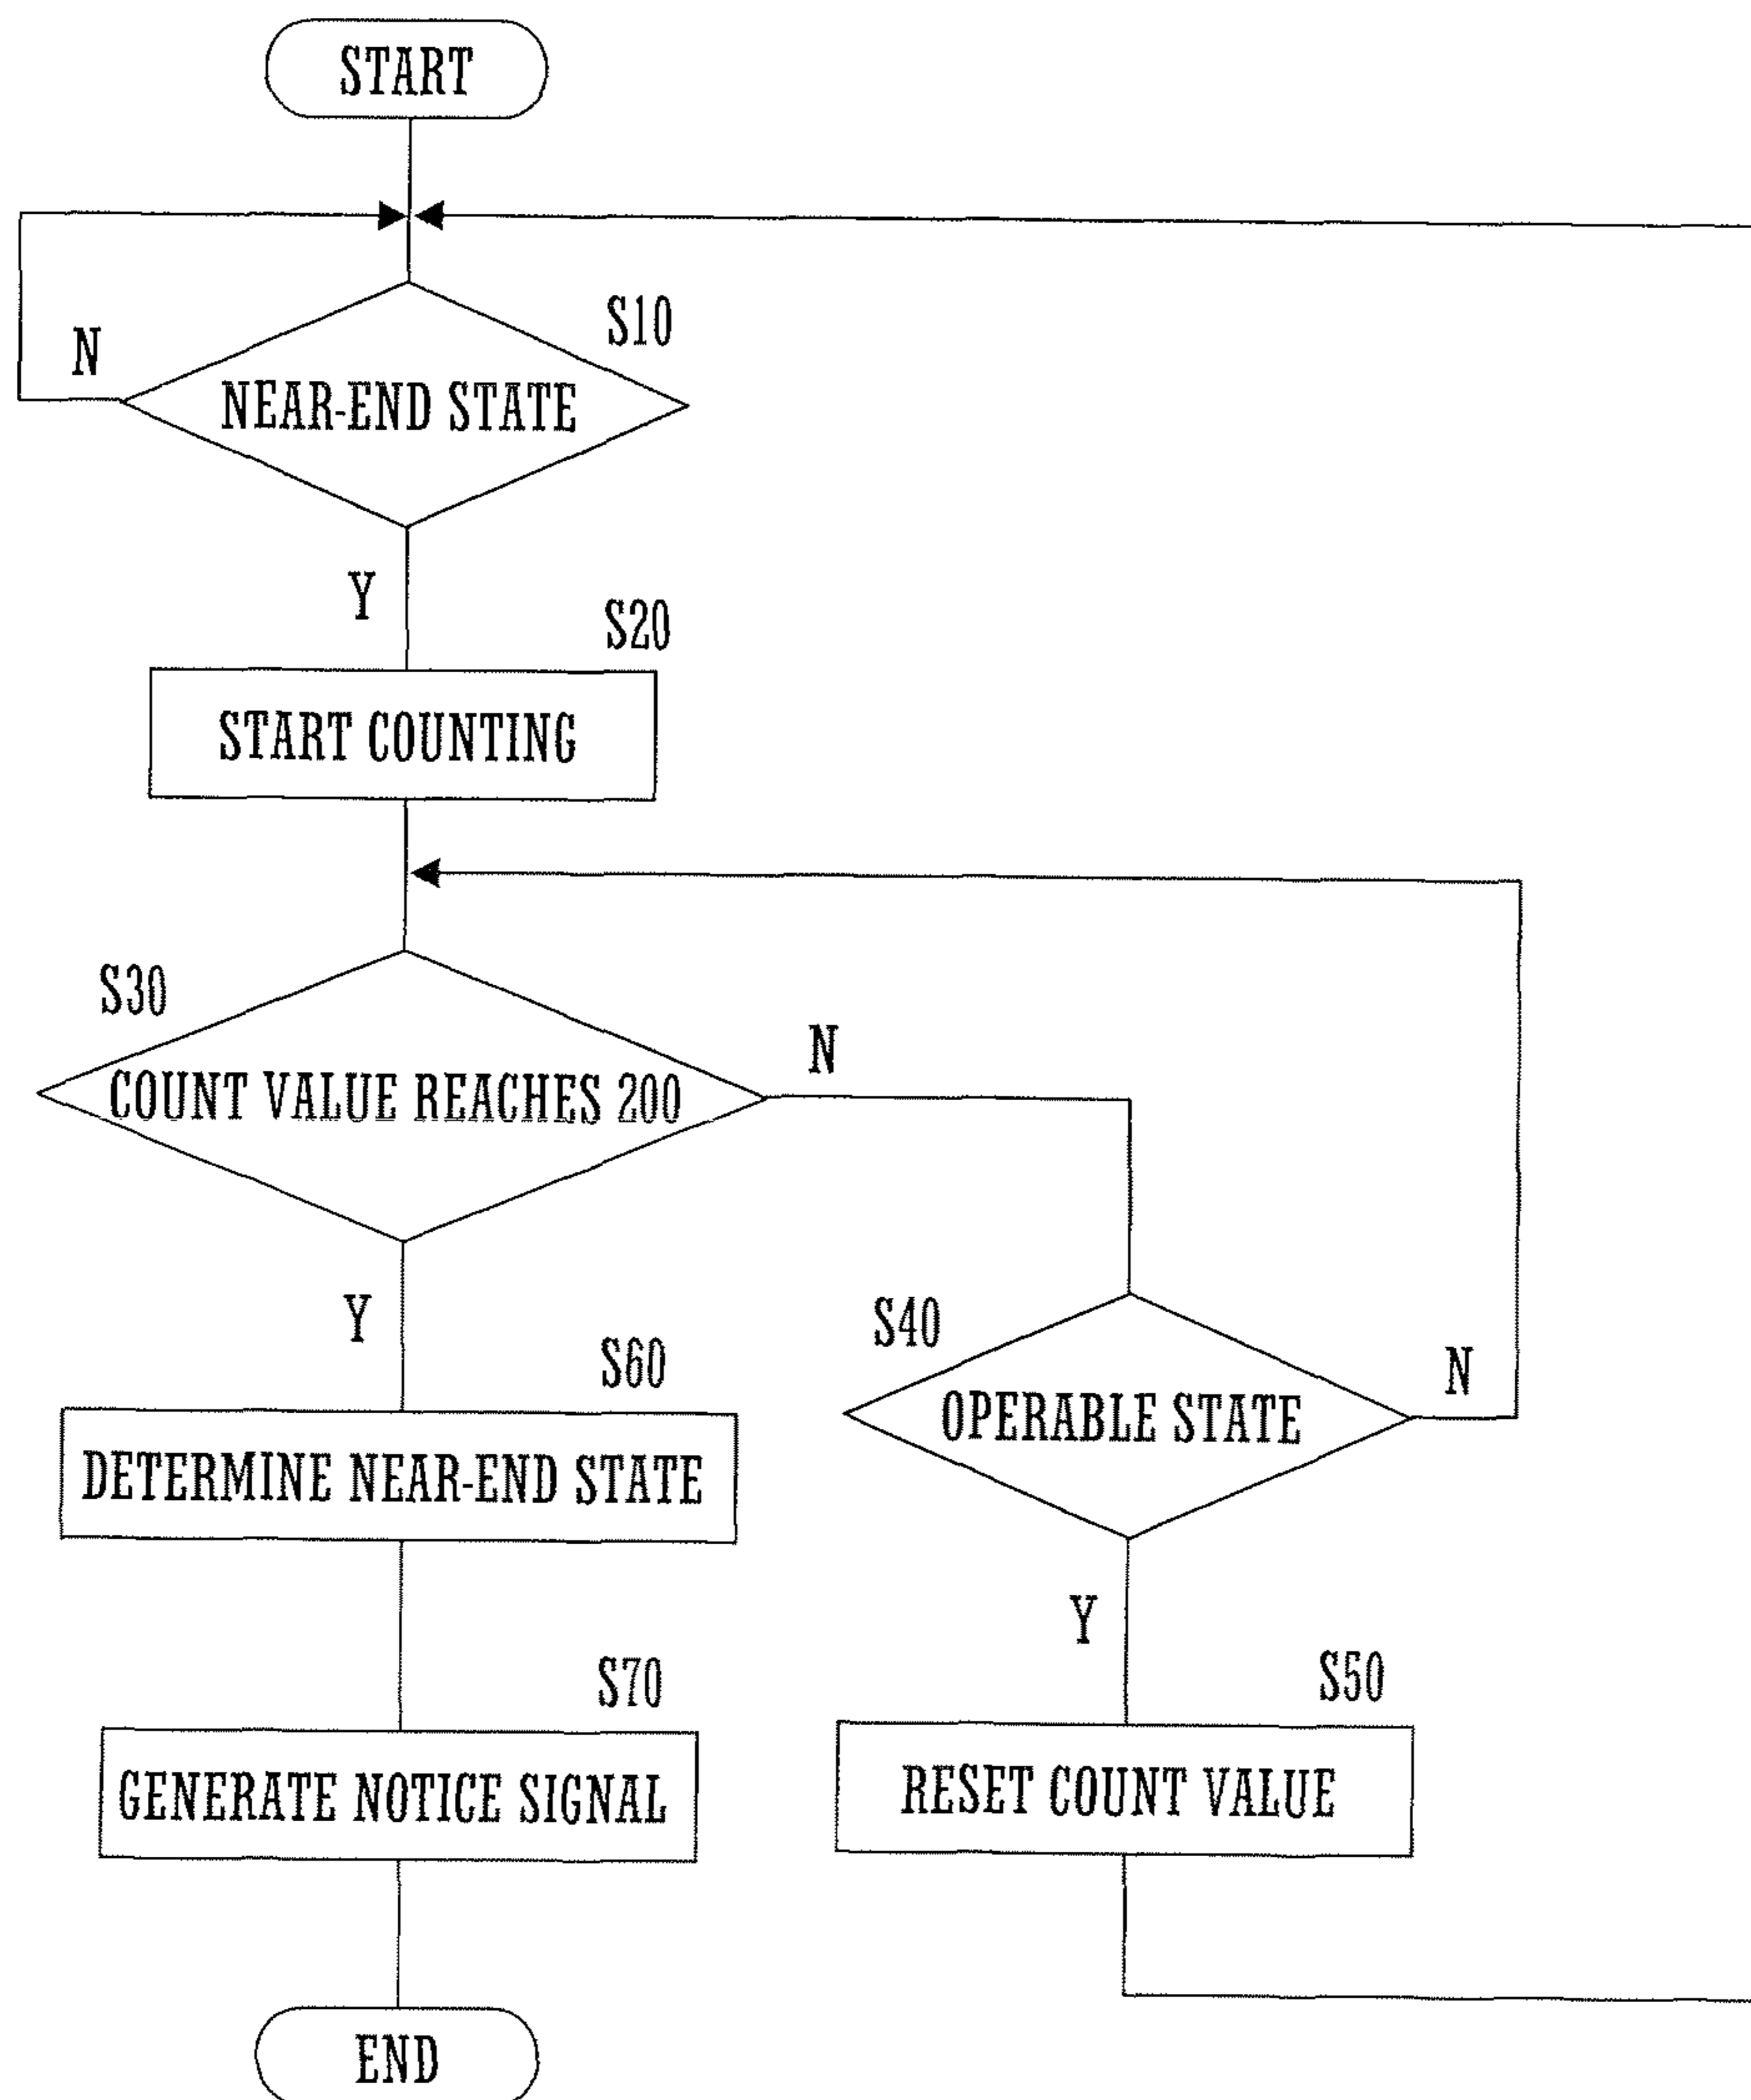 START
S10
N
NEAR-END STATE
Y
S20
START COUNTING
S30
N
COUNT VALUE REACHES 200
Y
S40
S60
N
OPERABLE STATE
DETERMINE NEAR-END STATE
Y
S50
S70
RESET COUNT VALUE
GENERATE NOTICE SIGNAL
END